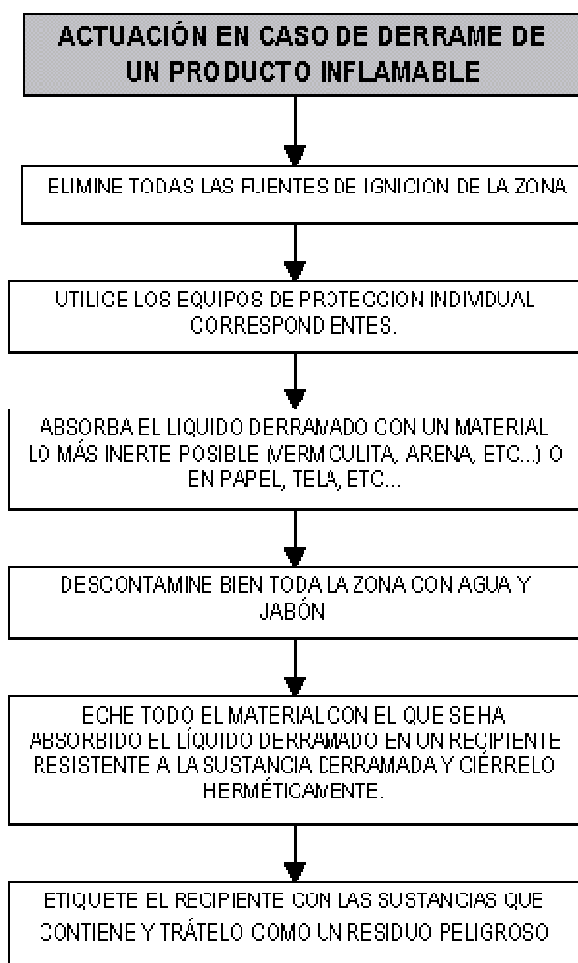 ACTUACIÓN EN CASO DE DERRAME DE
UN PRODUCTO INFLAMABLE
ELIMINE TODAS LAS FUENTES DE IGNICION DE LA ZONA
UTILICE LOS EQUIPOS DE PROTECCION INDIVIDUAL
CORRESPONDIENTES.
ABSORBA EL LIQUIDO DERRAMADO CON UN MATERIAL
LO MÁS INERTE POSIBLE (VERMICULITA, ARENA, ETC...) O
EN PAPEL, TELA, ETC...
DESCONTAMINE BIEN TODA LA ZONA CON AGUA Y
JABÓN
ECHE TODO EL MATERIAL CON EL QUE SE HA
ABSORBIDO EL LÍQUIDO DERRAMADO EN UN RECIPIENTE
RESISTENTE A LA SUSTANCIA DERRAMADA Y CIÉRRELO
HERMÉTICAMENTE.
ETIQUETE EL RECIPIENTE CON LAS SUSTANCIAS QUE
CONTIENE Y TRÁTELO COMO UN RESIDUO PELIGROSO